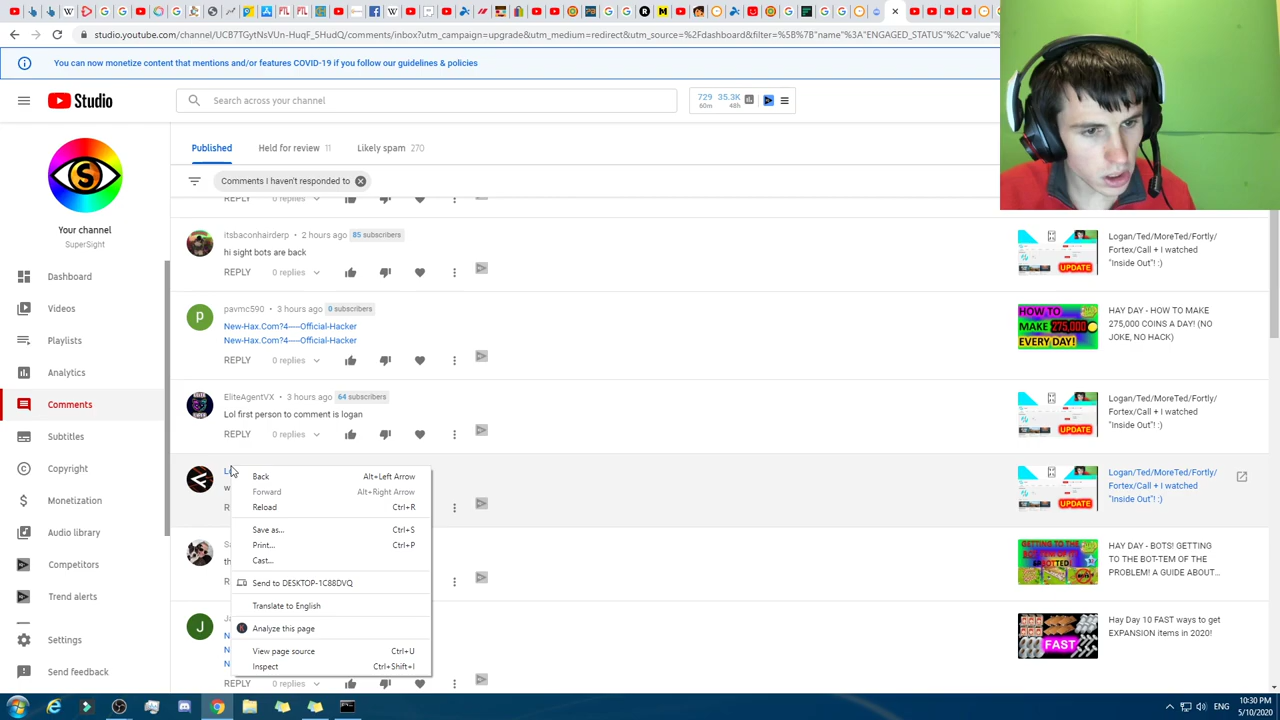 studio.youtube.com/channel/UCB7TGytNsVUn-HurF_5HudQ/comments/inbox?utm_campaign=upgrade&utm_medium=redirect&utm_source=%2Fdashboard&filter=%5B%7B"name"%3A"ENGAGED_STATUS"%2C"value"
You can now monetize content that mentions and/or features COVID-19 if you follow our guidelines & policies
Studio
Search across your channel
729 35.3K
60m 48h
S
Your channel
SuperSight
Dashboard
Videos
Playlists
Analytics
Comments
Subtitles
Copyright
Monetization
Audio library
Competitors
Trend alerts
Settings
Send feedback
Published
Held for review 11
Likely spam 270
Comments I haven't responded to
REPLY 0 replies
itsbaconhairderp • 2 hours ago 85 subscribers
hi sight bots are back
REPLY 0 replies
Logan/Ted/MoreTed/Fortly/
Fortex/Call + I watched
"Inside Out"! :)
UPDATE
P
pavmc590 • 3 hours ago 0 subscribers
New-Hax.Com?4-----Official-Hacker
New-Hax.Com?4-----Official-Hacker
REPLY 0 replies
HOW TO
MAKE 275,000
EVERY DAY!
HAY DAY - HOW TO MAKE
275,000 COINS A DAY! (NO
JOKE, NO HACK)
EliteAgentVX • 3 hours ago 64 subscribers
Lol first person to comment is logan
REPLY 0 replies
UPDATE
Logan/Ted/MoreTed/Fortly/
Fortex/Call + I watched
"Inside Out"! :)
Back Alt+Left Arrow
Forward Alt+Right Arrow
Reload Ctrl+R
Save as... Ctrl+S
Print... Ctrl+P
Cast...
Send to DESKTOP-1C88DVQ
Translate to English
Analyze this page
View page source Ctrl+U
Inspect Ctrl+Shift+I
UPDATE
Logan/Ted/MoreTed/Fortly/
Fortex/Call + I watched
"Inside Out"! :)
HAY DAY - BOTS! GETTING
TO THE BOT-TEM OF THE
PROBLEM! A GUIDE ABOUT...
J
FAST
Hay Day 10 FAST ways to get
EXPANSION items in 2020!
REPLY 0 replies
ENG
10:30 PM
5/10/2020